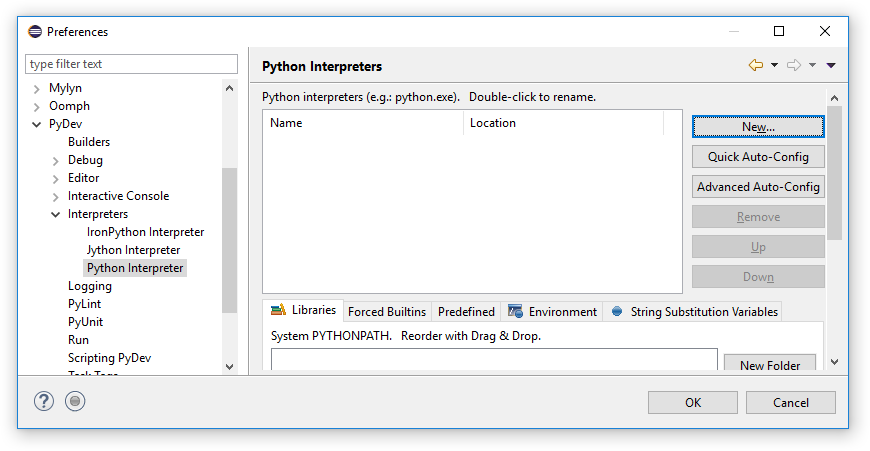 Preferences
type filter text
Mylyn
Oomph
PyDev
Builders
Debug
Editor
Interactive Console
Interpreters
IronPython Interpreter
Jython Interpreter
Python Interpreter
Logging
PyLint
PyUnit
Run
Scripting PyDev
Task Tags
Python Interpreters
Python interpreters (e.g.: python.exe).   Double-click to rename.
Name Location
New...
Quick Auto-Config
Advanced Auto-Config
Remove
Up
Down
Libraries Forced Builtins Predefined Environment String Substitution Variables
System PYTHONPATH.   Reorder with Drag & Drop.
New Folder
OK Cancel